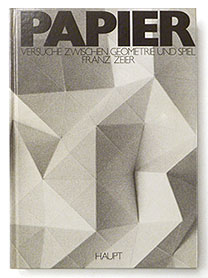 PAPIER
VERSUCHE ZWISCHEN GEOMETRIE UND SPIEL
FRANZ ZEIER
HAUPT